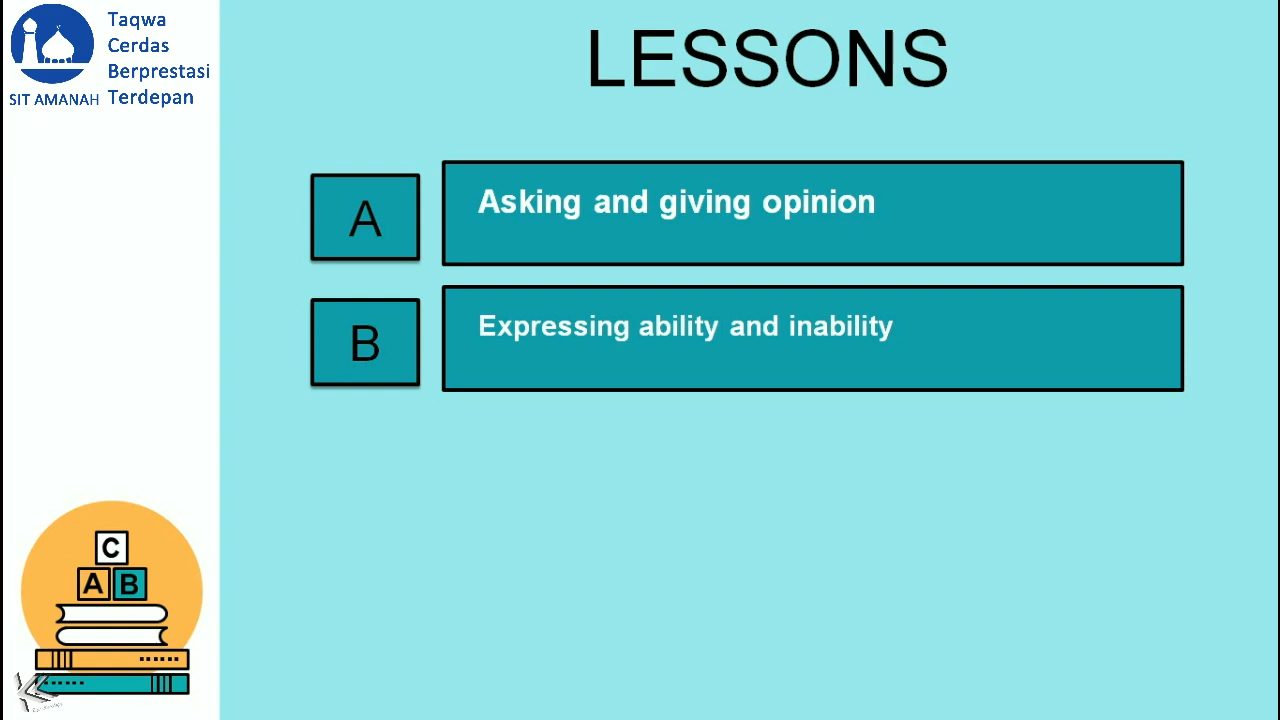 Taqwa
Cerdas
Berprestasi
SIT AMANAH Terdepan
LESSONS
A
Asking and giving opinion
B
Expressing ability and inability
C
A B